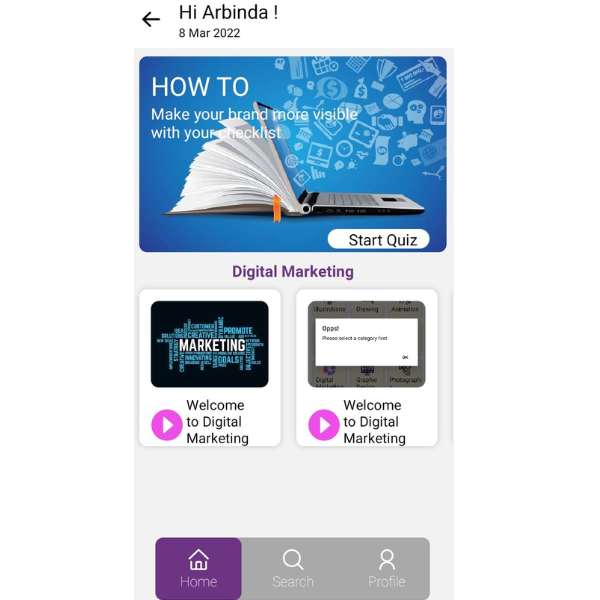 Hi Arbinda !
8 Mar 2022
HOW TO
Make your brand more visible
with your checklist
Start Quiz
Digital Marketing
CUSTOMER
CREATIVE
PROMOTE
MARKETING
INNOVATING
GOALS
Illustrations Drawing Animation
Opps!
Please select a category first.
OK
Digital Graphic Photograph
Welcome
to Digital
Marketing
Welcome
to Digital
Marketing
Home Search Profile